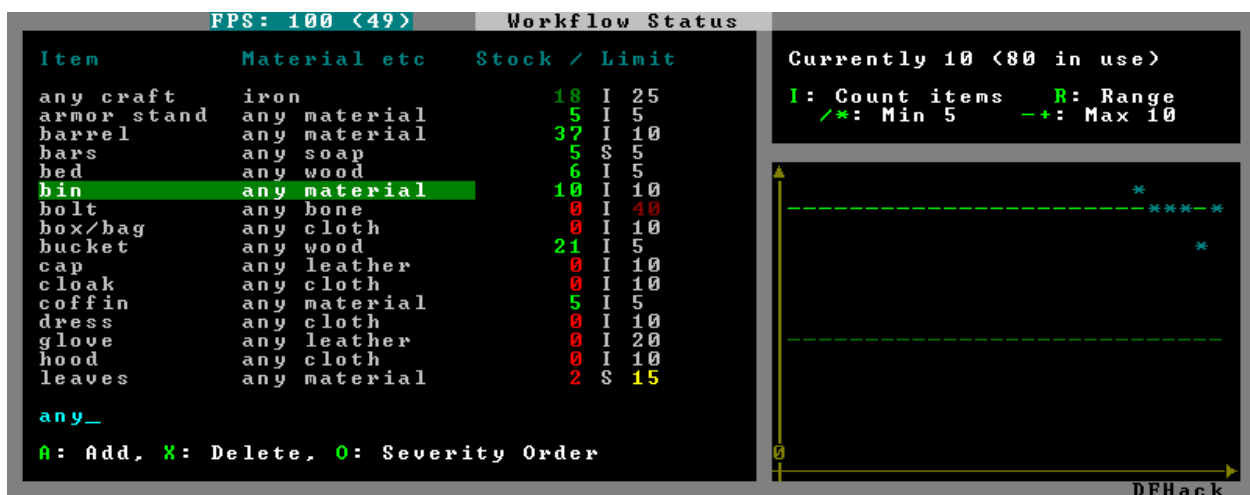 FPS: 100 (49) Workflow Status
Item Material etc Stock / Limit
any craft iron 18 I 25
armor stand any material 5 I 5
barrel any material 37 I 10
bars any soap 5 S 5
bed any wood 6 I 5
bin any material 10 I 10
bolt any bone 0 I 40
box/bag any cloth 0 I 10
bucket any wood 21 I 5
cap any leather 0 I 10
cloak any cloth 0 I 10
coffin any material 5 I 5
dress any cloth 0 I 10
glove any leather 0 I 20
hood any cloth 0 I 10
leaves any material 2 S 15
any_
A: Add, X: Delete, O: Severity Order
Currently 10 (80 in use)
I: Count items R: Range
/*: Min 5 -+: Max 10
0
DFHack